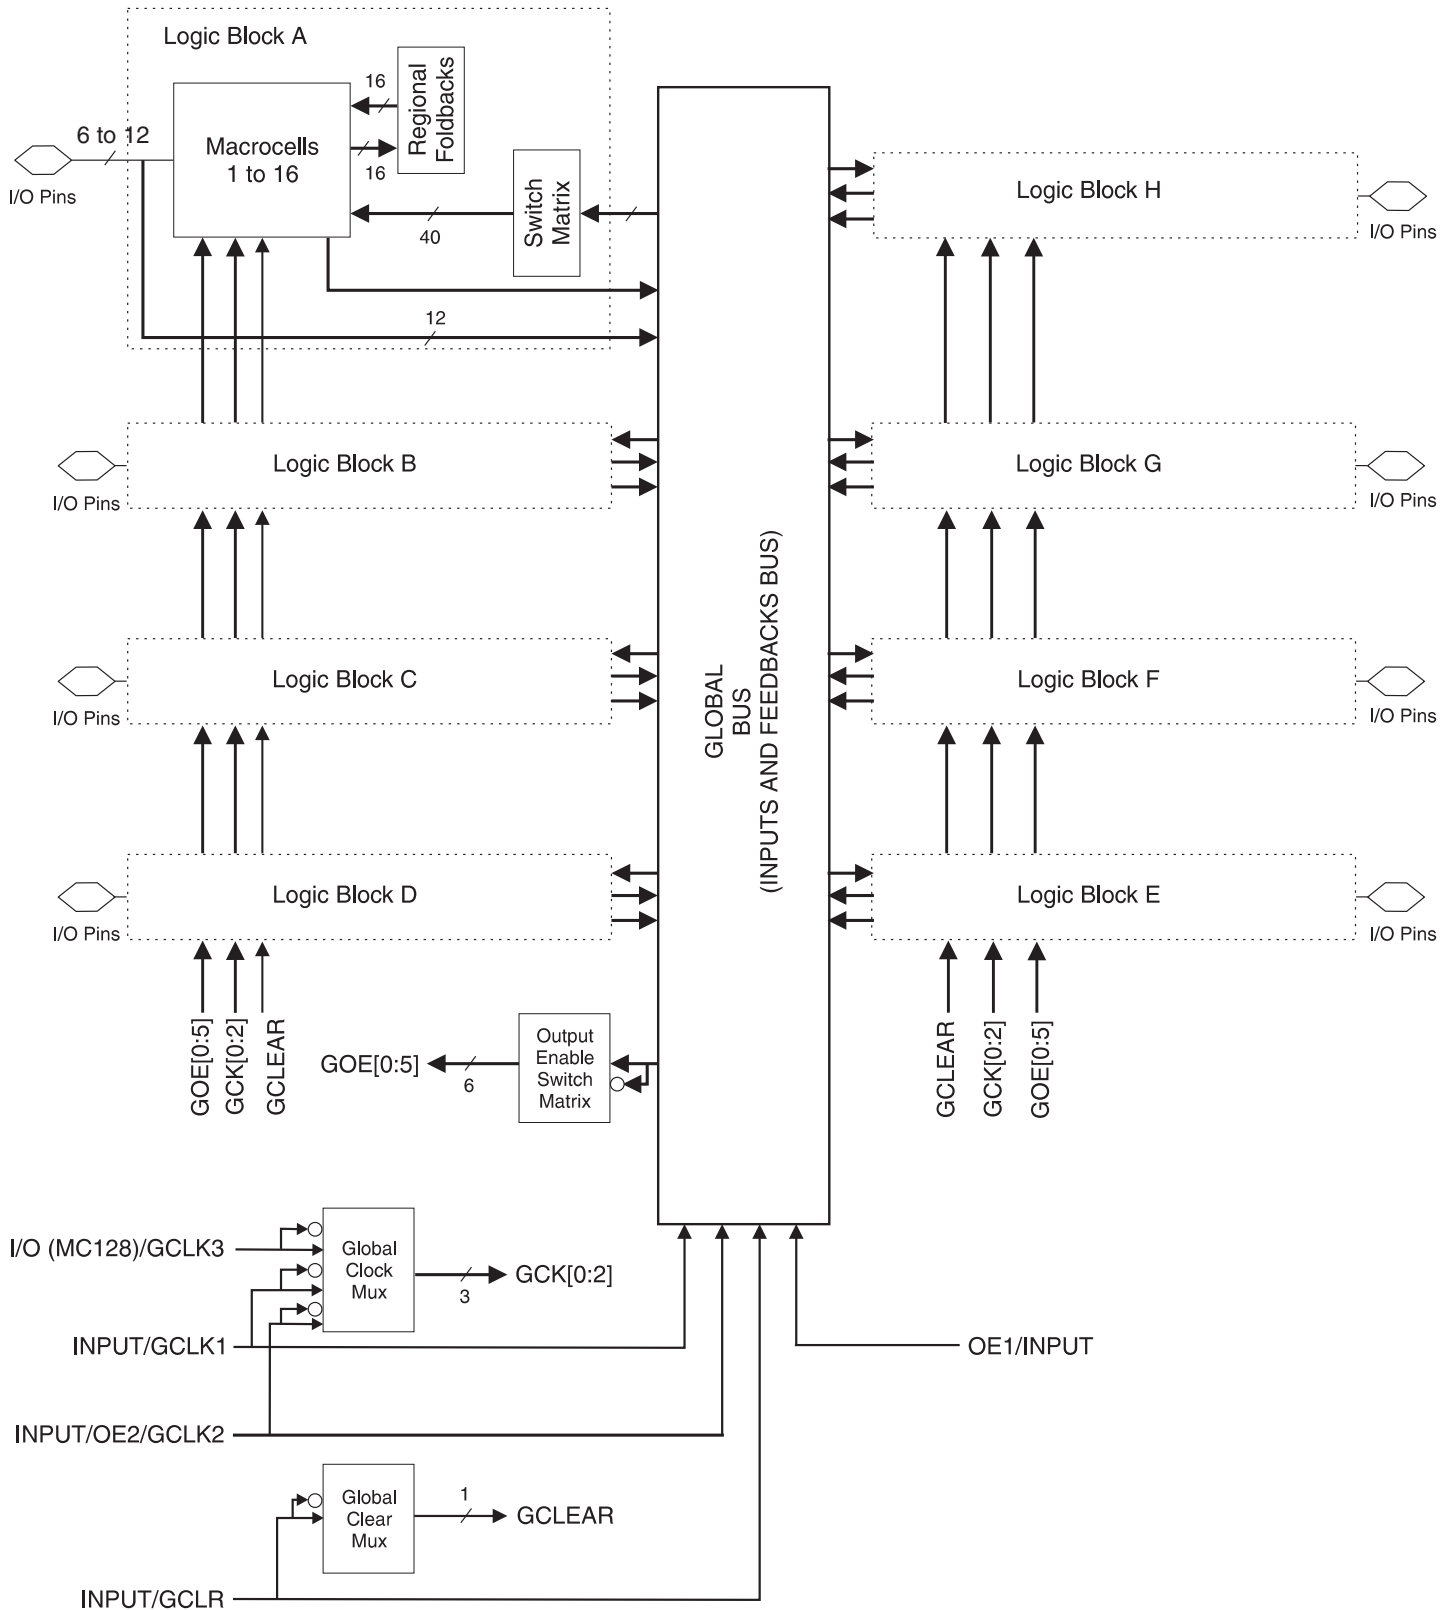 Logic Block A
6 to 12
I/O Pins
Macrocells
1 to 16
16
16
Regional
Foldbacks
40
Switch
Matrix
12
Logic Block H
I/O Pins
Logic Block B
I/O Pins
Logic Block G
I/O Pins
Logic Block C
I/O Pins
Logic Block F
I/O Pins
GLOBAL
BUS
(INPUTS AND FEEDBACKS BUS)
Logic Block D
I/O Pins
Logic Block E
I/O Pins
GOE[0:5]
GCK[0:2]
GCLEAR
GOE[0:5]
6
Output
Enable
Switch
Matrix
GCLEAR
GCK[0:2]
GOE[0:5]
I/O (MC128)/GCLK3
Global
Clock
Mux
3
GCK[0:2]
INPUT/GCLK1
OE1/INPUT
INPUT/OE2/GCLK2
Global
Clear
Mux
1
GCLEAR
INPUT/GCLR